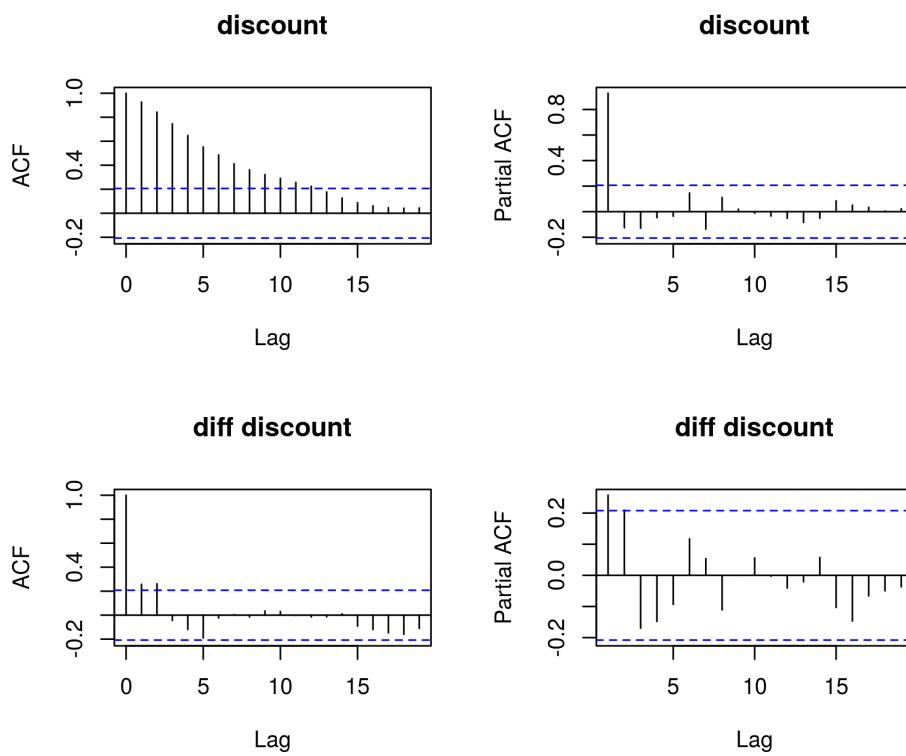 discount
ACF
1.0
0.4
-0.2
0 5 10 15
Lag
discount
Partial ACF
0.8
0.4
-0.2
5 10 15
Lag
diff discount
ACF
1.0
0.4
-0.2
0 5 10 15
Lag
diff discount
Partial ACF
0.2
0.0
-0.2
5 10 15
Lag